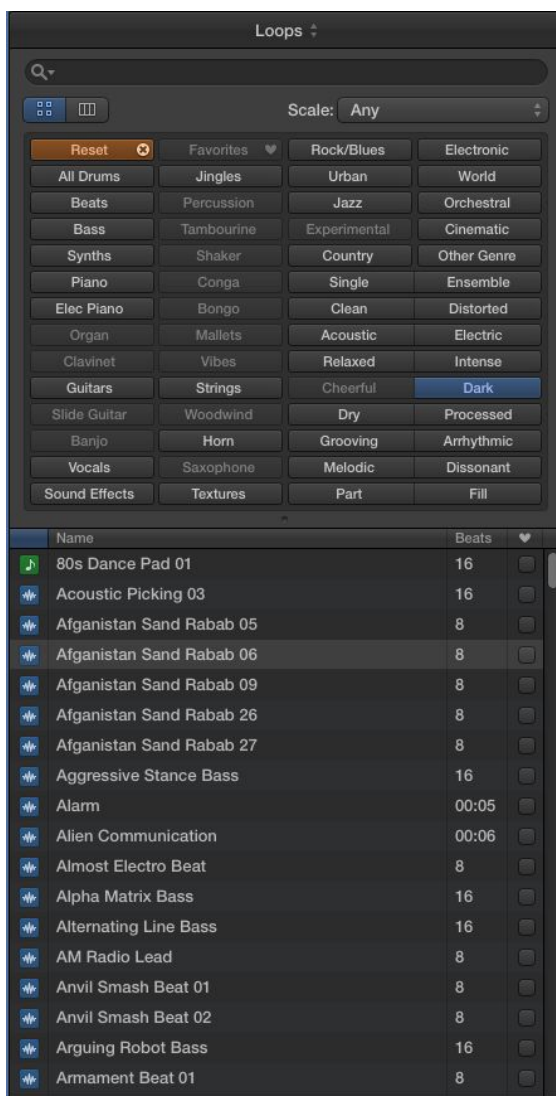 Loops
Scale: Any
Reset Favorites Rock/Blues Electronic
All Drums Jingles Urban World
Beats Percussion Jazz Orchestral
Bass Tambourine Experimental Cinematic
Synths Shaker Country Other Genre
Piano Conga Single Ensemble
Elec Piano Bongo Clean Distorted
Organ Mallets Acoustic Electric
Clavinet Vibes Relaxed Intense
Guitars Strings Cheerful Dark
Slide Guitar Woodwind Dry Processed
Banjo Horn Grooving Arrhythmic
Vocals Saxophone Melodic Dissonant
Sound Effects Textures Part Fill
Name Beats
80s Dance Pad 01 16
Acoustic Picking 03 16
Afganistan Sand Rabab 05 8
Afganistan Sand Rabab 06 8
Afganistan Sand Rabab 09 8
Afganistan Sand Rabab 26 8
Afganistan Sand Rabab 27 8
Aggressive Stance Bass 16
Alarm 00:05
Alien Communication 00:06
Almost Electro Beat 8
Alpha Matrix Bass 16
Alternating Line Bass 16
AM Radio Lead 8
Anvil Smash Beat 01 8
Anvil Smash Beat 02 8
Arguing Robot Bass 16
Armament Beat 01 8